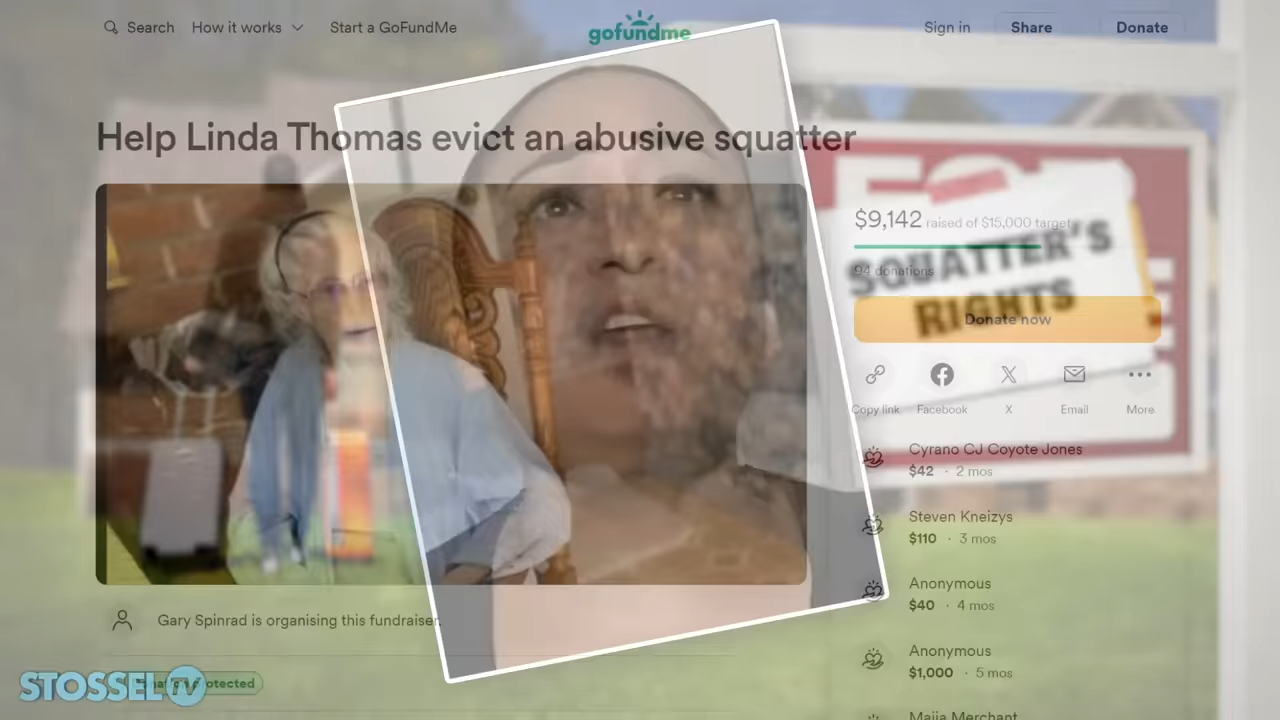 Search How it works Start a GoFundMe gofundme Sign in Share Donate
Help Linda Thomas evict an abusive squatter
FOR
$9,142 raised of $15,000 target
SQUATTER'S
94 donations
RIGHTS
Donate now
Copy link Facebook X Email More
Cyrano CJ Coyote Jones
$42 · 2 mos
Steven Kneizys
$110 · 3 mos
Anonymous
$40 · 4 mos
Gary Spinrad is organising this fundraiser.
Anonymous
$1,000 · 5 mos
STOSSEL TV
protected
Maija Merchant